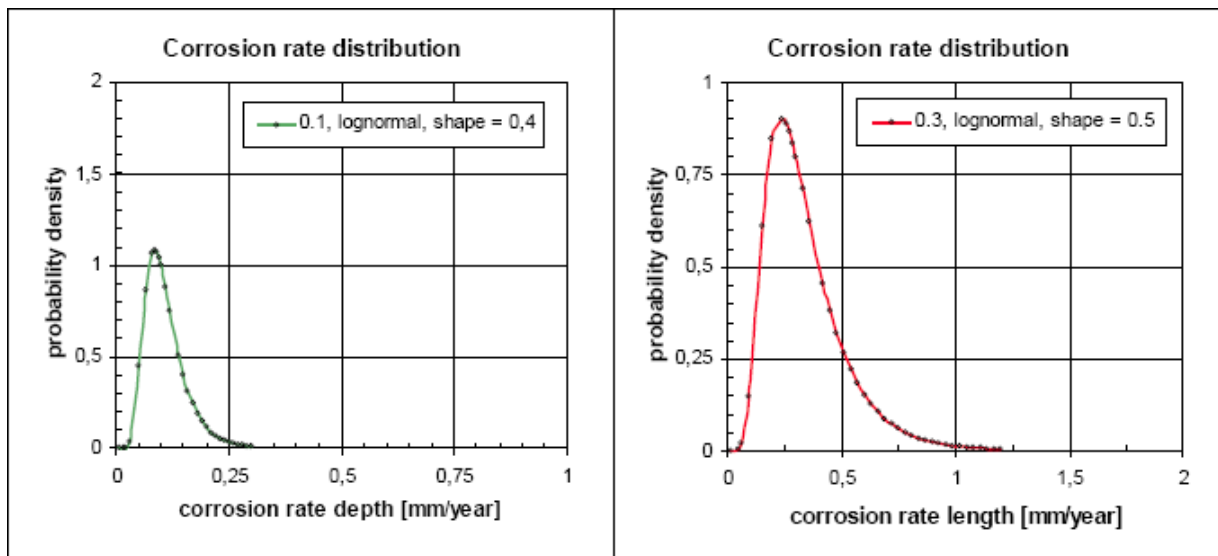 Corrosion rate distribution
2
1,5
1
0,5
0
0.1, lognormal, shape = 0,4
probability density
0
0,25
0,5
0,75
1
corrosion rate depth [mm/year]
Corrosion rate distribution
1
0,75
0,5
0,25
0
0.3, lognormal, shape = 0.5
probability density
0
0,5
1
1,5
2
corrosion rate length [mm/year]